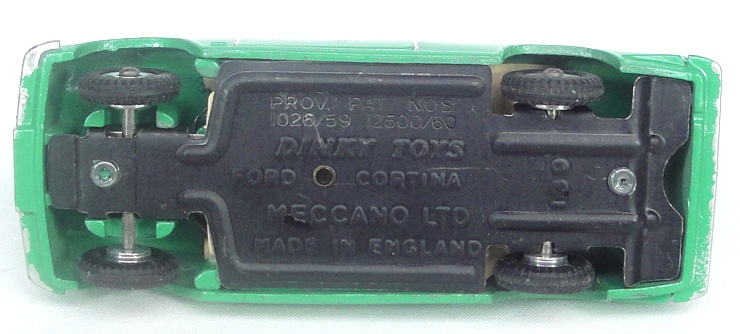 PROV. PAT. NOS.
1026/59 12500/60
DINKY TOYS
FORD CORTINA
MECCANO LTD
MADE IN ENGLAND
139